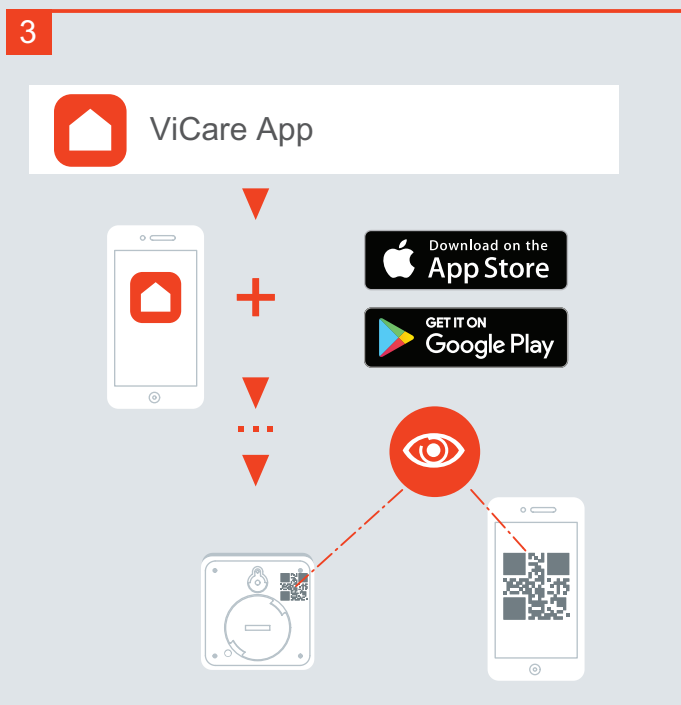 3
ViCare App
Download on the
App Store
GET IT ON
Google Play